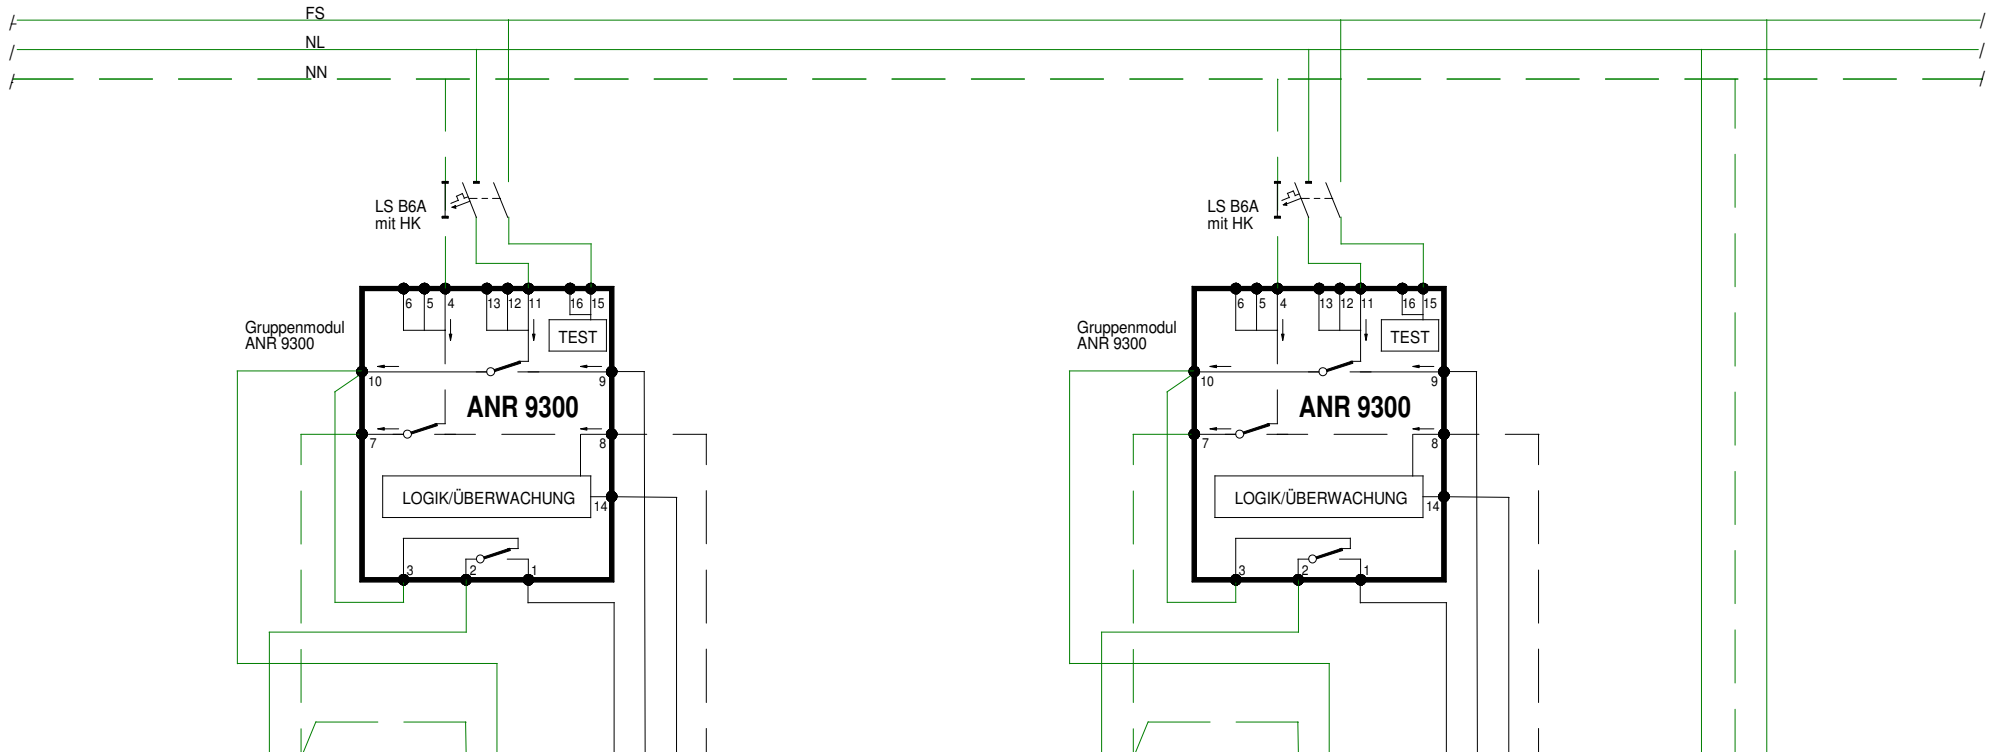 FS
NL
NN
LS B6A
mit HK
LS B6A
mit HK
6 5 4 13 12 11 16 15
6 5 4 13 12 11 16 15
Gruppenmodul
ANR 9300
TEST
Gruppenmodul
ANR 9300
TEST
10 9
10 9
ANR 9300
ANR 9300
7 8
7 8
LOGIK/ÜBERWACHUNG
14
LOGIK/ÜBERWACHUNG
14
3 2 1
3 2 1